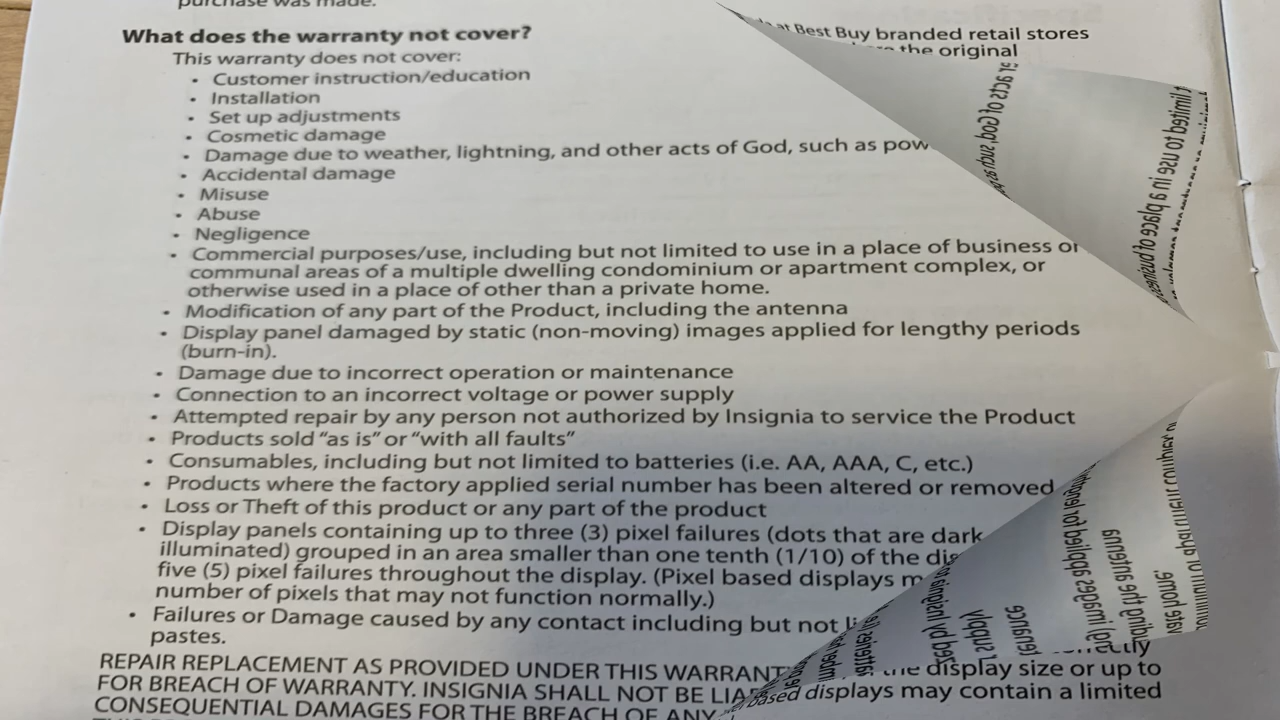 purchase was made.
What does the warranty not cover?
at Best Buy branded retail stores
the original
This warranty does not cover:
• Customer instruction/education
• Installation
• Set up adjustments
• Cosmetic damage
• Damage due to weather, lightning, and other acts of God, such as pow
• Accidental damage
• Misuse
• Abuse
• Negligence
• Commercial purposes/use, including but not limited to use in a place of business or
communal areas of a multiple dwelling condominium or apartment complex, or
otherwise used in a place of other than a private home.
• Modification of any part of the Product, including the antenna
• Display panel damaged by static (non-moving) images applied for lengthy periods
(burn-in).
• Damage due to incorrect operation or maintenance
• Connection to an incorrect voltage or power supply
• Attempted repair by any person not authorized by Insignia to service the Product
• Products sold “as is” or “with all faults”
• Consumables, including but not limited to batteries (i.e. AA, AAA, C, etc.)
• Products where the factory applied serial number has been altered or removed
• Loss or Theft of this product or any part of the product
• Display panels containing up to three (3) pixel failures (dots that are dark
illuminated) grouped in an area smaller than one tenth (1/10) of the dis
five (5) pixel failures throughout the display. (Pixel based displays m
number of pixels that may not function normally.)
• Failures or Damage caused by any contact including but not li
pastes.
REPAIR REPLACEMENT AS PROVIDED UNDER THIS WARRANT
the display size or up to
FOR BREACH OF WARRANTY. INSIGNIA SHALL NOT BE LIA
based displays may contain a limited
CONSEQUENTIAL DAMAGES FOR THE BREACH OF ANY